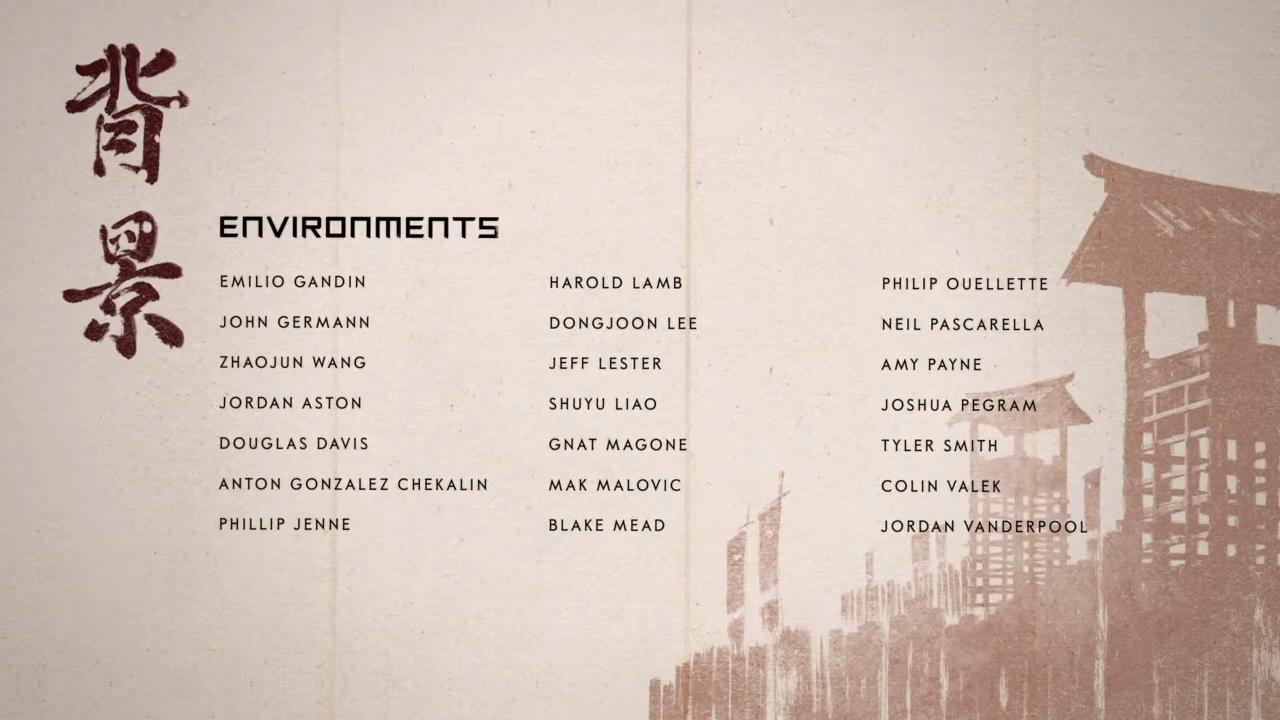 背景
ENVIRONMENTS
EMILIO GANDIN
JOHN GERMANN
ZHAOJUN WANG
JORDAN ASTON
DOUGLAS DAVIS
ANTON GONZALEZ CHEKALIN
PHILLIP JENNE
HAROLD LAMB
DONGJOON LEE
JEFF LESTER
SHUYU LIAO
GNAT MAGONE
MAK MALOVIC
BLAKE MEAD
PHILIP OUELLETTE
NEIL PASCARELLA
AMY PAYNE
JOSHUA PEGRAM
TYLER SMITH
COLIN VALEK
JORDAN VANDERPOOL